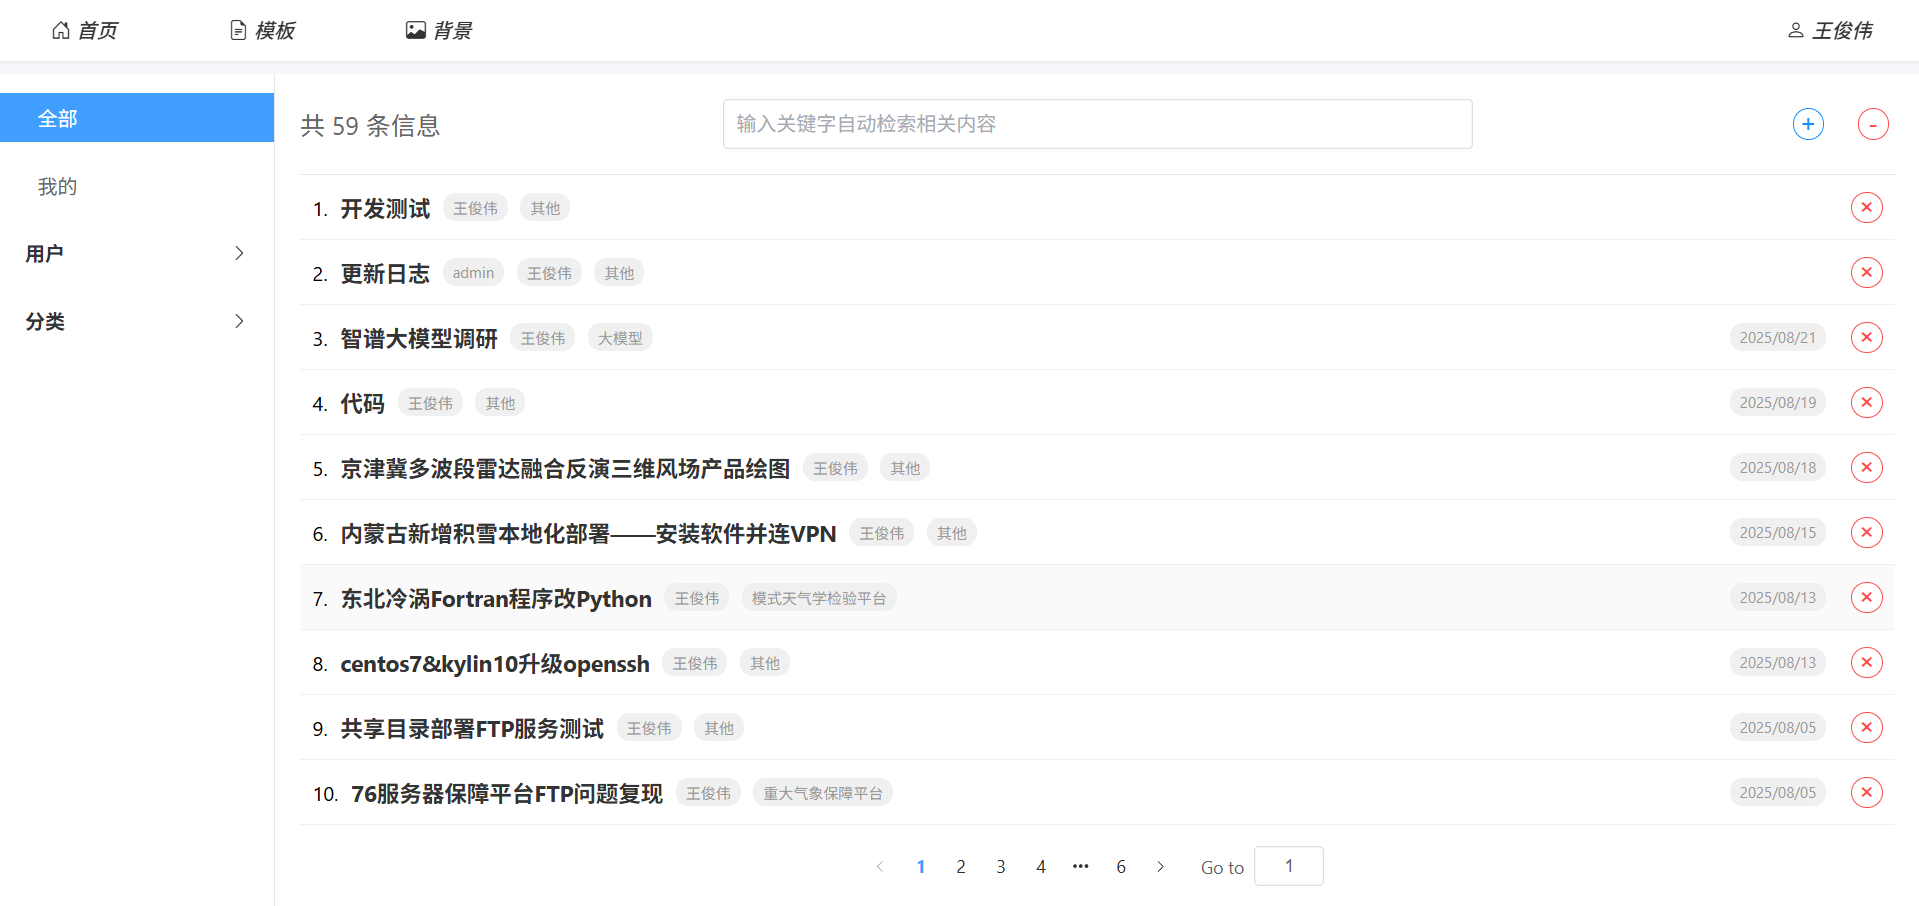 首页 模板 背景 王俊伟
全部
我的
用户
分类
共 59 条信息 输入关键字自动检索相关内容 + -
1. 开发测试 王俊伟 其他
2. 更新日志 admin 王俊伟 其他
3. 智谱大模型调研 王俊伟 大模型 2025/08/21
4. 代码 王俊伟 其他 2025/08/19
5. 京津冀多波段雷达融合反演三维风场产品绘图 王俊伟 其他 2025/08/18
6. 内蒙古新增积雪本地化部署——安装软件并连VPN 王俊伟 其他 2025/08/15
7. 东北冷涡Fortran程序改Python 王俊伟 模式天气学检验平台 2025/08/13
8. centos7&kylin10升级openssh 王俊伟 其他 2025/08/13
9. 共享目录部署FTP服务测试 王俊伟 其他 2025/08/05
10. 76服务器保障平台FTP问题复现 王俊伟 重大气象保障平台 2025/08/05
1 2 3 4 ••• 6 Go to 1